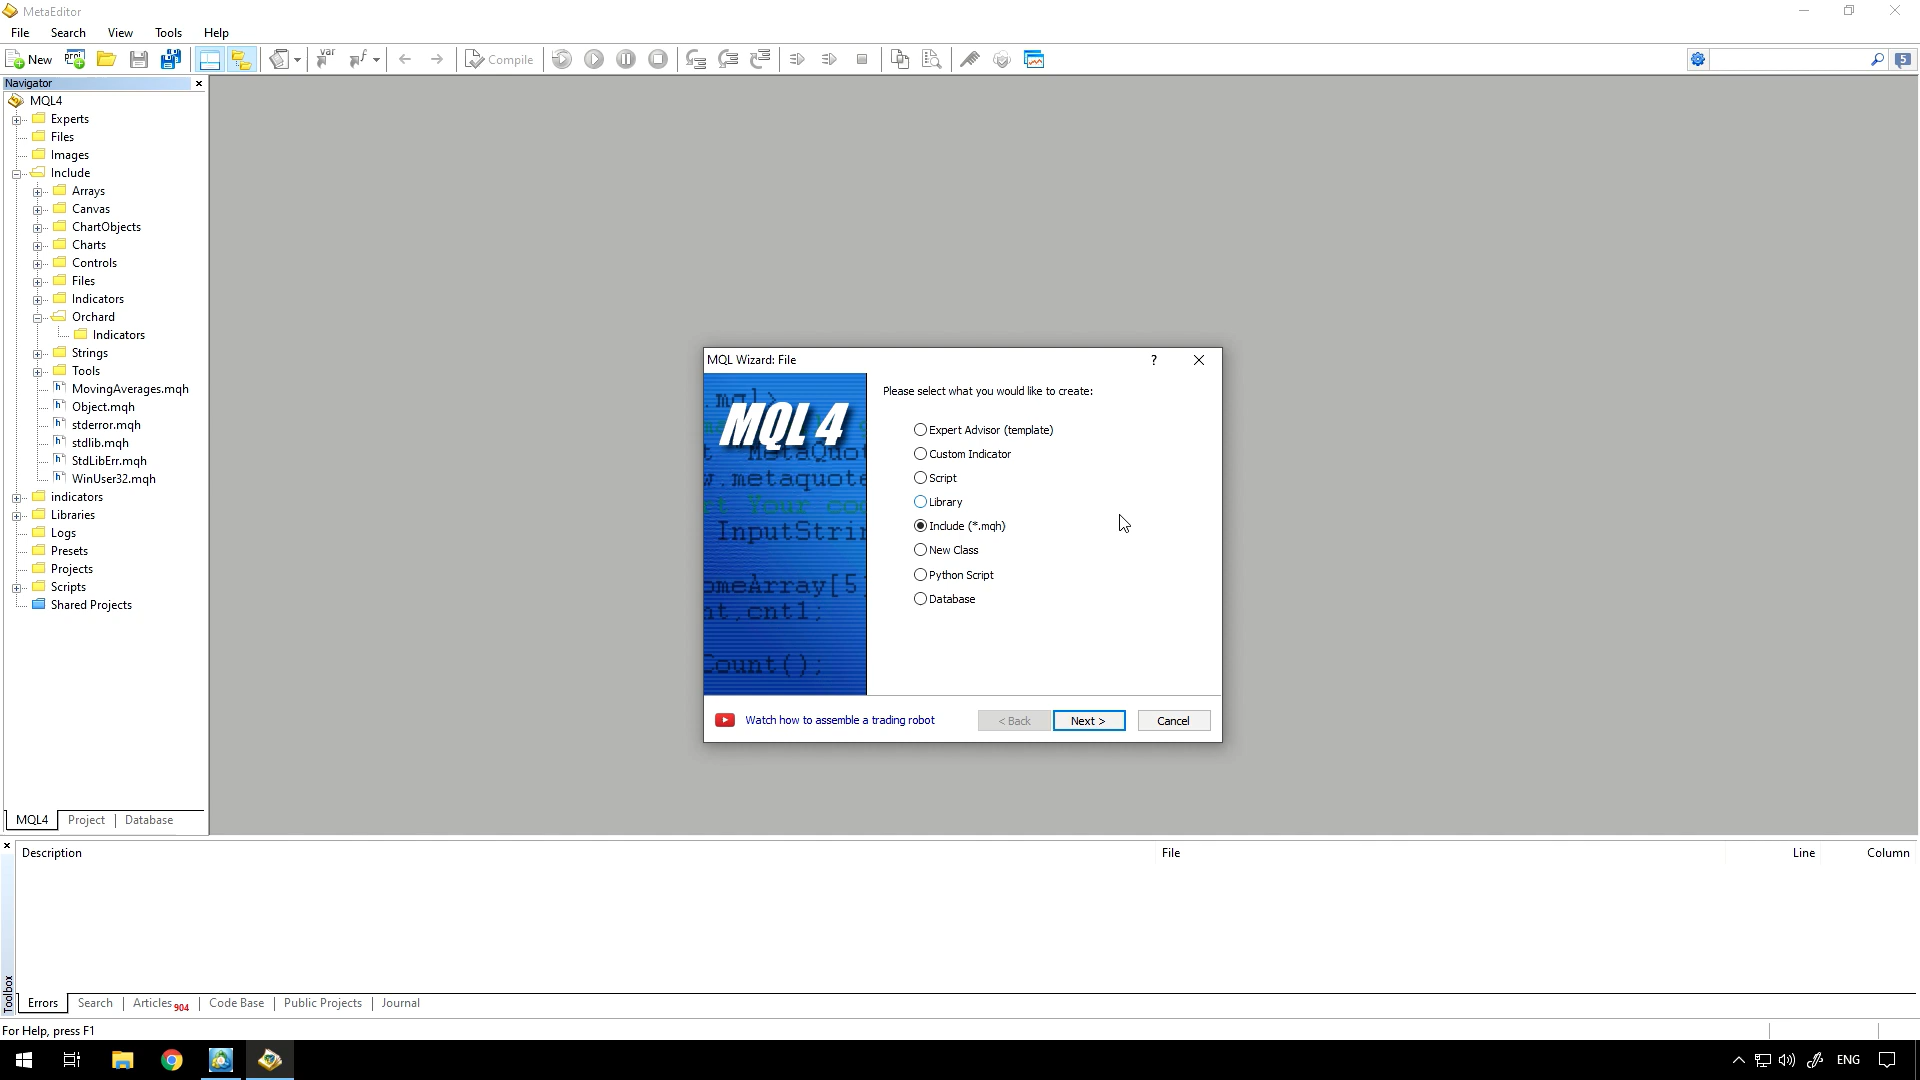 MetaEditor
File Search View Tools Help
New Compile 5
Navigator
MQL4
Experts
Files
Images
Include
Arrays
Canvas
ChartObjects
Charts
Controls
Files
Indicators
Orchard
Indicators
Strings
Tools
MovingAverages.mqh
Object.mqh
stderror.mqh
stdlib.mqh
StdLibErr.mqh
WinUser32.mqh
indicators
Libraries
Logs
Presets
Projects
Scripts
Shared Projects
MQL4 Project Database
MQL Wizard: File
MQL 4
Please select what you would like to create:
Expert Advisor (template)
Custom Indicator
Script
Library
Include (*.mqh)
New Class
Python Script
Database
Watch how to assemble a trading robot
< Back Next > Cancel
Description File Line Column
Toolbox
Errors Search Articles 904 Code Base Public Projects Journal
For Help, press F1
ENG